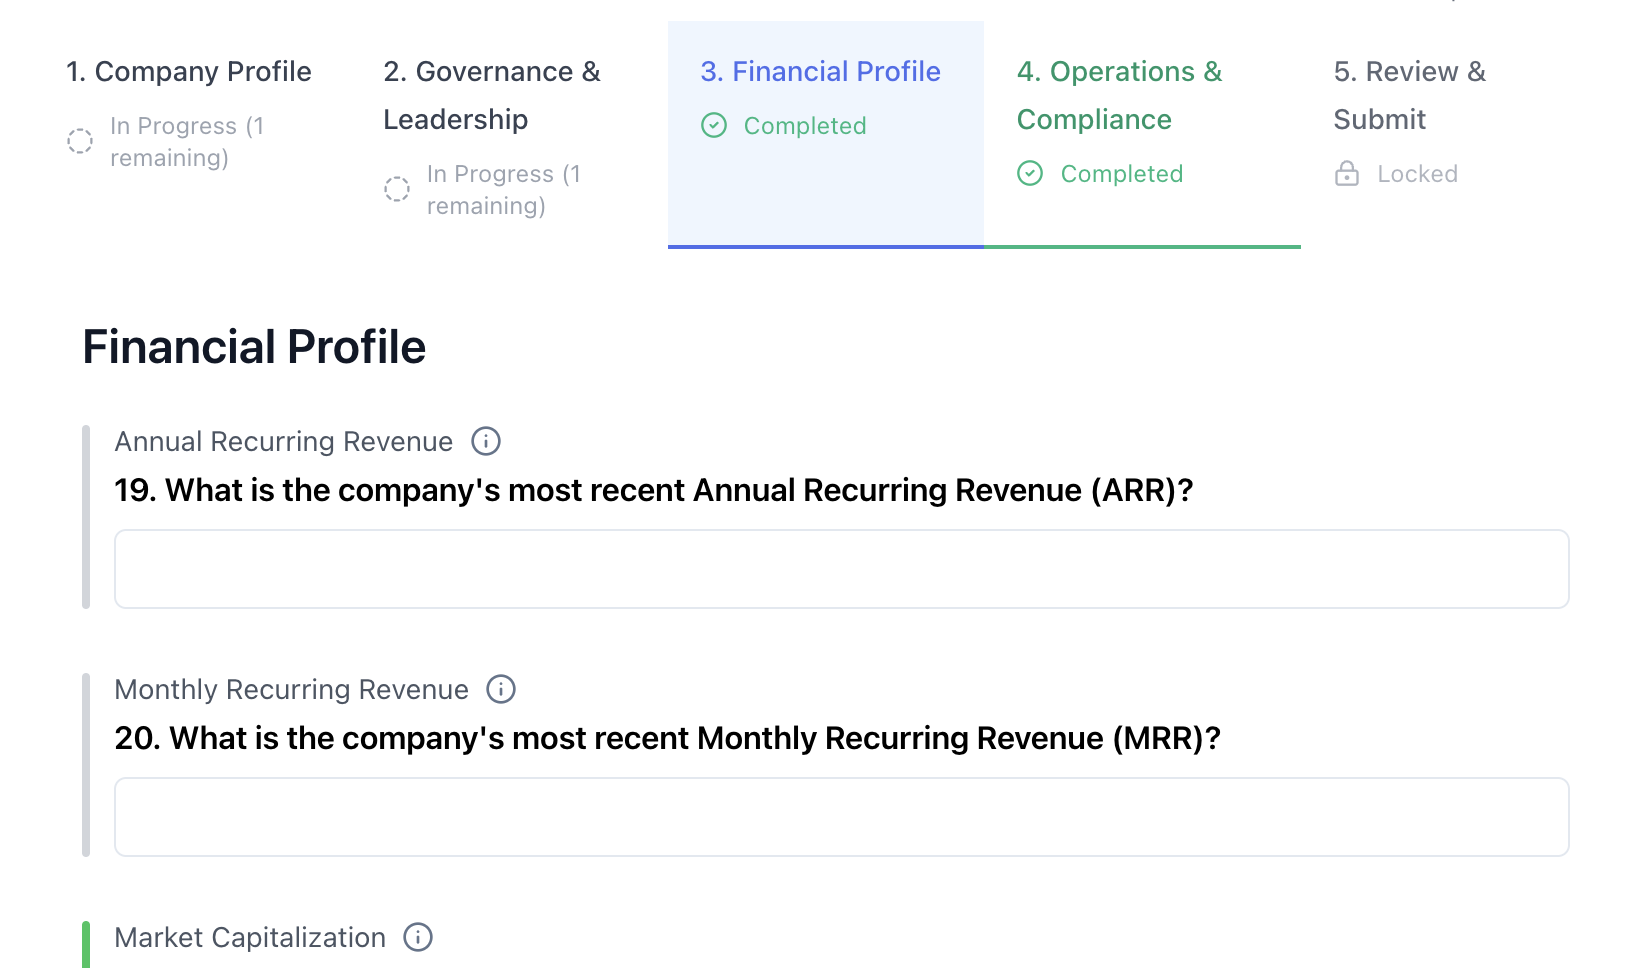 1. Company Profile
In Progress (1
remaining)
2. Governance &
Leadership
In Progress (1
remaining)
3. Financial Profile
Completed
4. Operations &
Compliance
Completed
5. Review &
Submit
Locked
Financial Profile
Annual Recurring Revenue
19. What is the company's most recent Annual Recurring Revenue (ARR)?
Monthly Recurring Revenue
20. What is the company's most recent Monthly Recurring Revenue (MRR)?
Market Capitalization